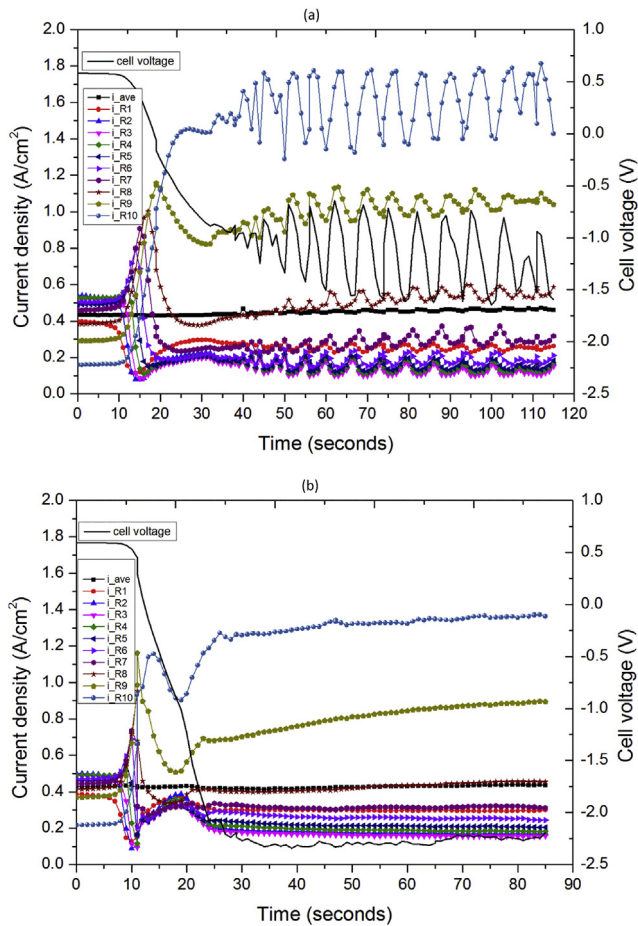 (a)
2.0
1.8
1.6
1.4
1.2
1.0
0.8
0.6
0.4
0.2
0.0
Current density (A/cm²)
cell voltage
i_ave
i_R1
i_R2
i_R3
i_R4
i_R5
i_R6
i_R7
i_R8
i_R9
i_R10
1.0
0.5
0.0
-0.5
-1.0
-1.5
-2.0
-2.5
Cell voltage (V)
0 10 20 30 40 50 60 70 80 90 100 110 120
Time (seconds)
(b)
2.0
1.8
1.6
1.4
1.2
1.0
0.8
0.6
0.4
0.2
0.0
Current density (A/cm²)
cell voltage
i_ave
i_R1
i_R2
i_R3
i_R4
i_R5
i_R6
i_R7
i_R8
i_R9
i_R10
1.0
0.5
0.0
-0.5
-1.0
-1.5
-2.0
-2.5
Cell voltage (V)
0 10 20 30 40 50 60 70 80 90
Time (seconds)